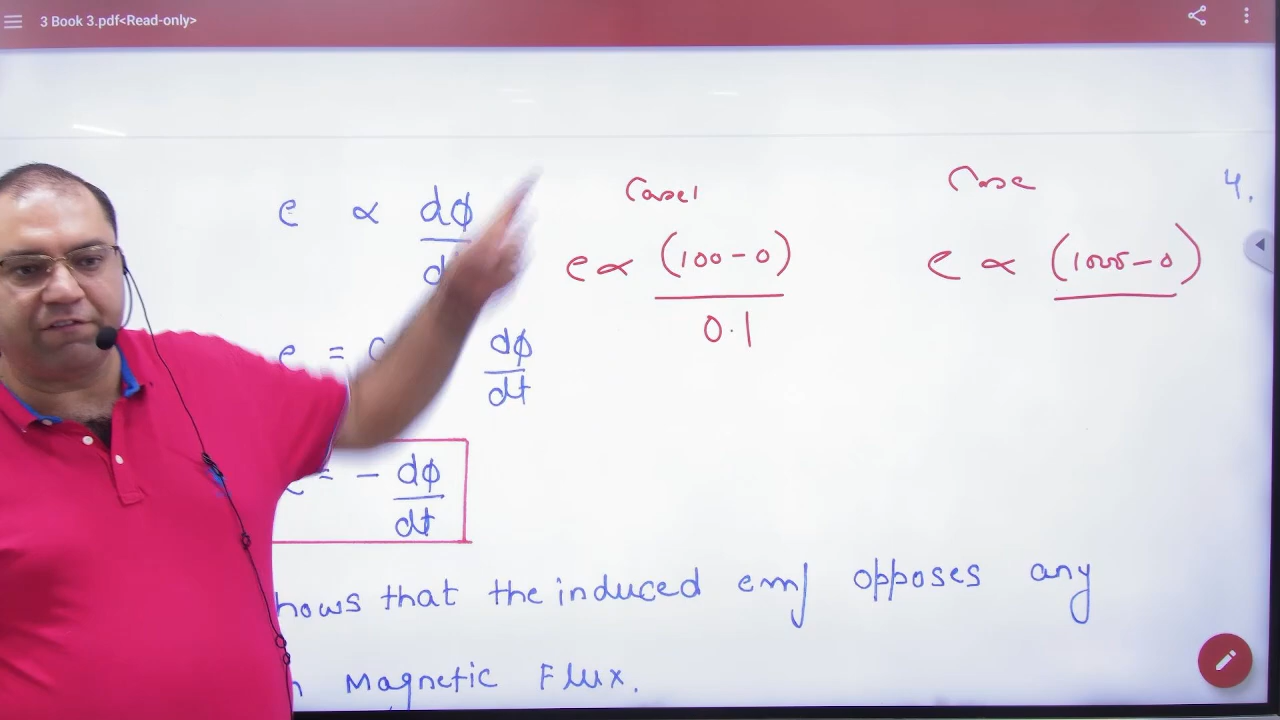 3 Book 3.pdf<Read-only>
e ∝ dφ
Case1
e ∝ (100-0)
0.1
Case
e ∝ (1000-0)
4.
e = dφ
dt
= - dφ
dt
hows that the induced emf opposes any
n Magnetic Flux.